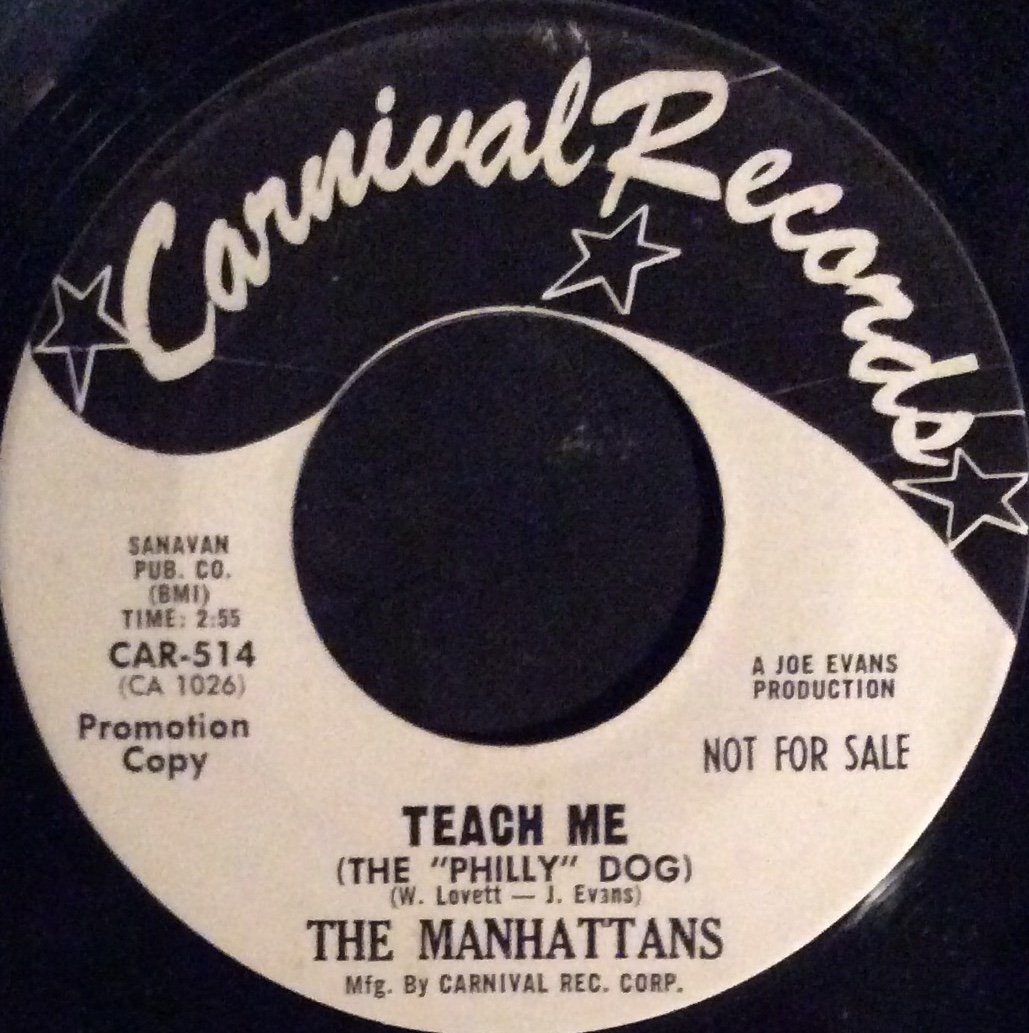 Carnival Records
SANAVAN
PUB. CO.
(BMI)
TIME: 2:55
CAR-514
(CA 1026)
Promotion
Copy
A JOE EVANS
PRODUCTION
NOT FOR SALE
TEACH ME
(THE "PHILLY" DOG)
(W. Lovett — J. Evans)
THE MANHATTANS
Mfg. By CARNIVAL REC. CORP.